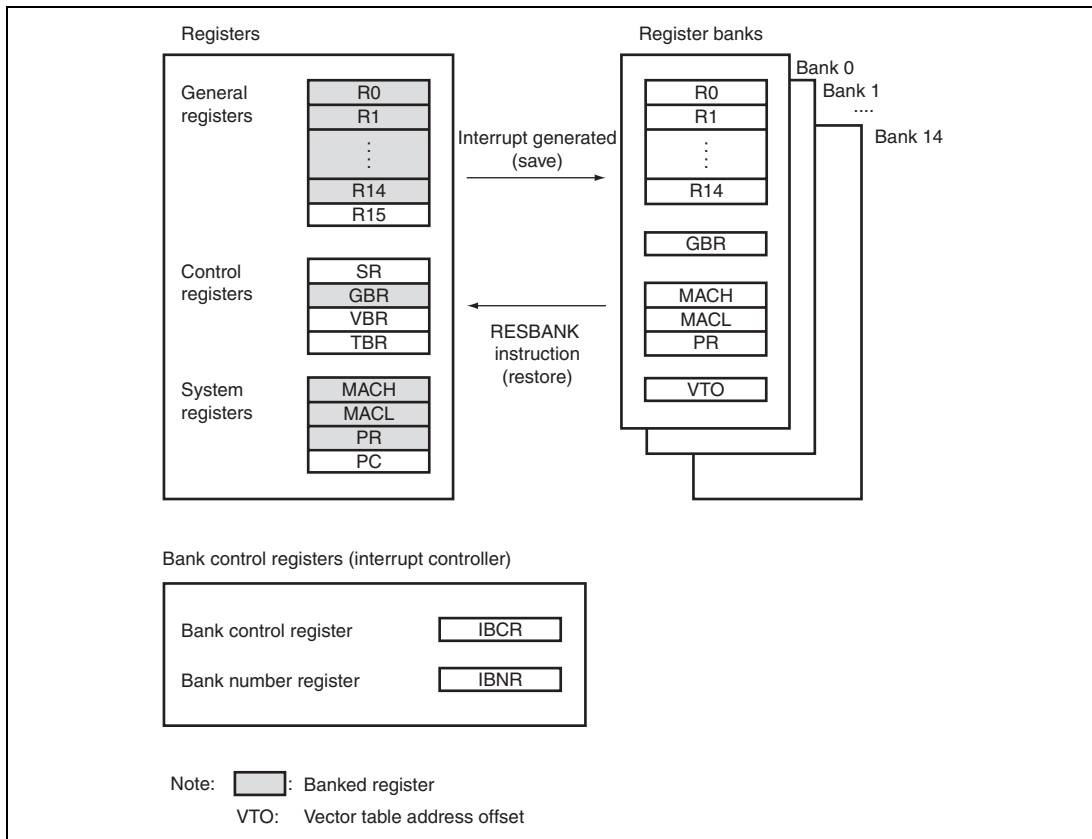 Registers
General
registers
R0
R1
⋮
R14
R15
Control
registers
SR
GBR
VBR
TBR
System
registers
MACH
MACL
PR
PC
Interrupt generated
(save)
RESBANK
instruction
(restore)
Register banks
Bank 0
Bank 1
....
Bank 14
R0
R1
⋮
R14
GBR
MACH
MACL
PR
VTO
Bank control registers (interrupt controller)
Bank control register IBCR
Bank number register IBNR
Note: : Banked register
VTO: Vector table address offset